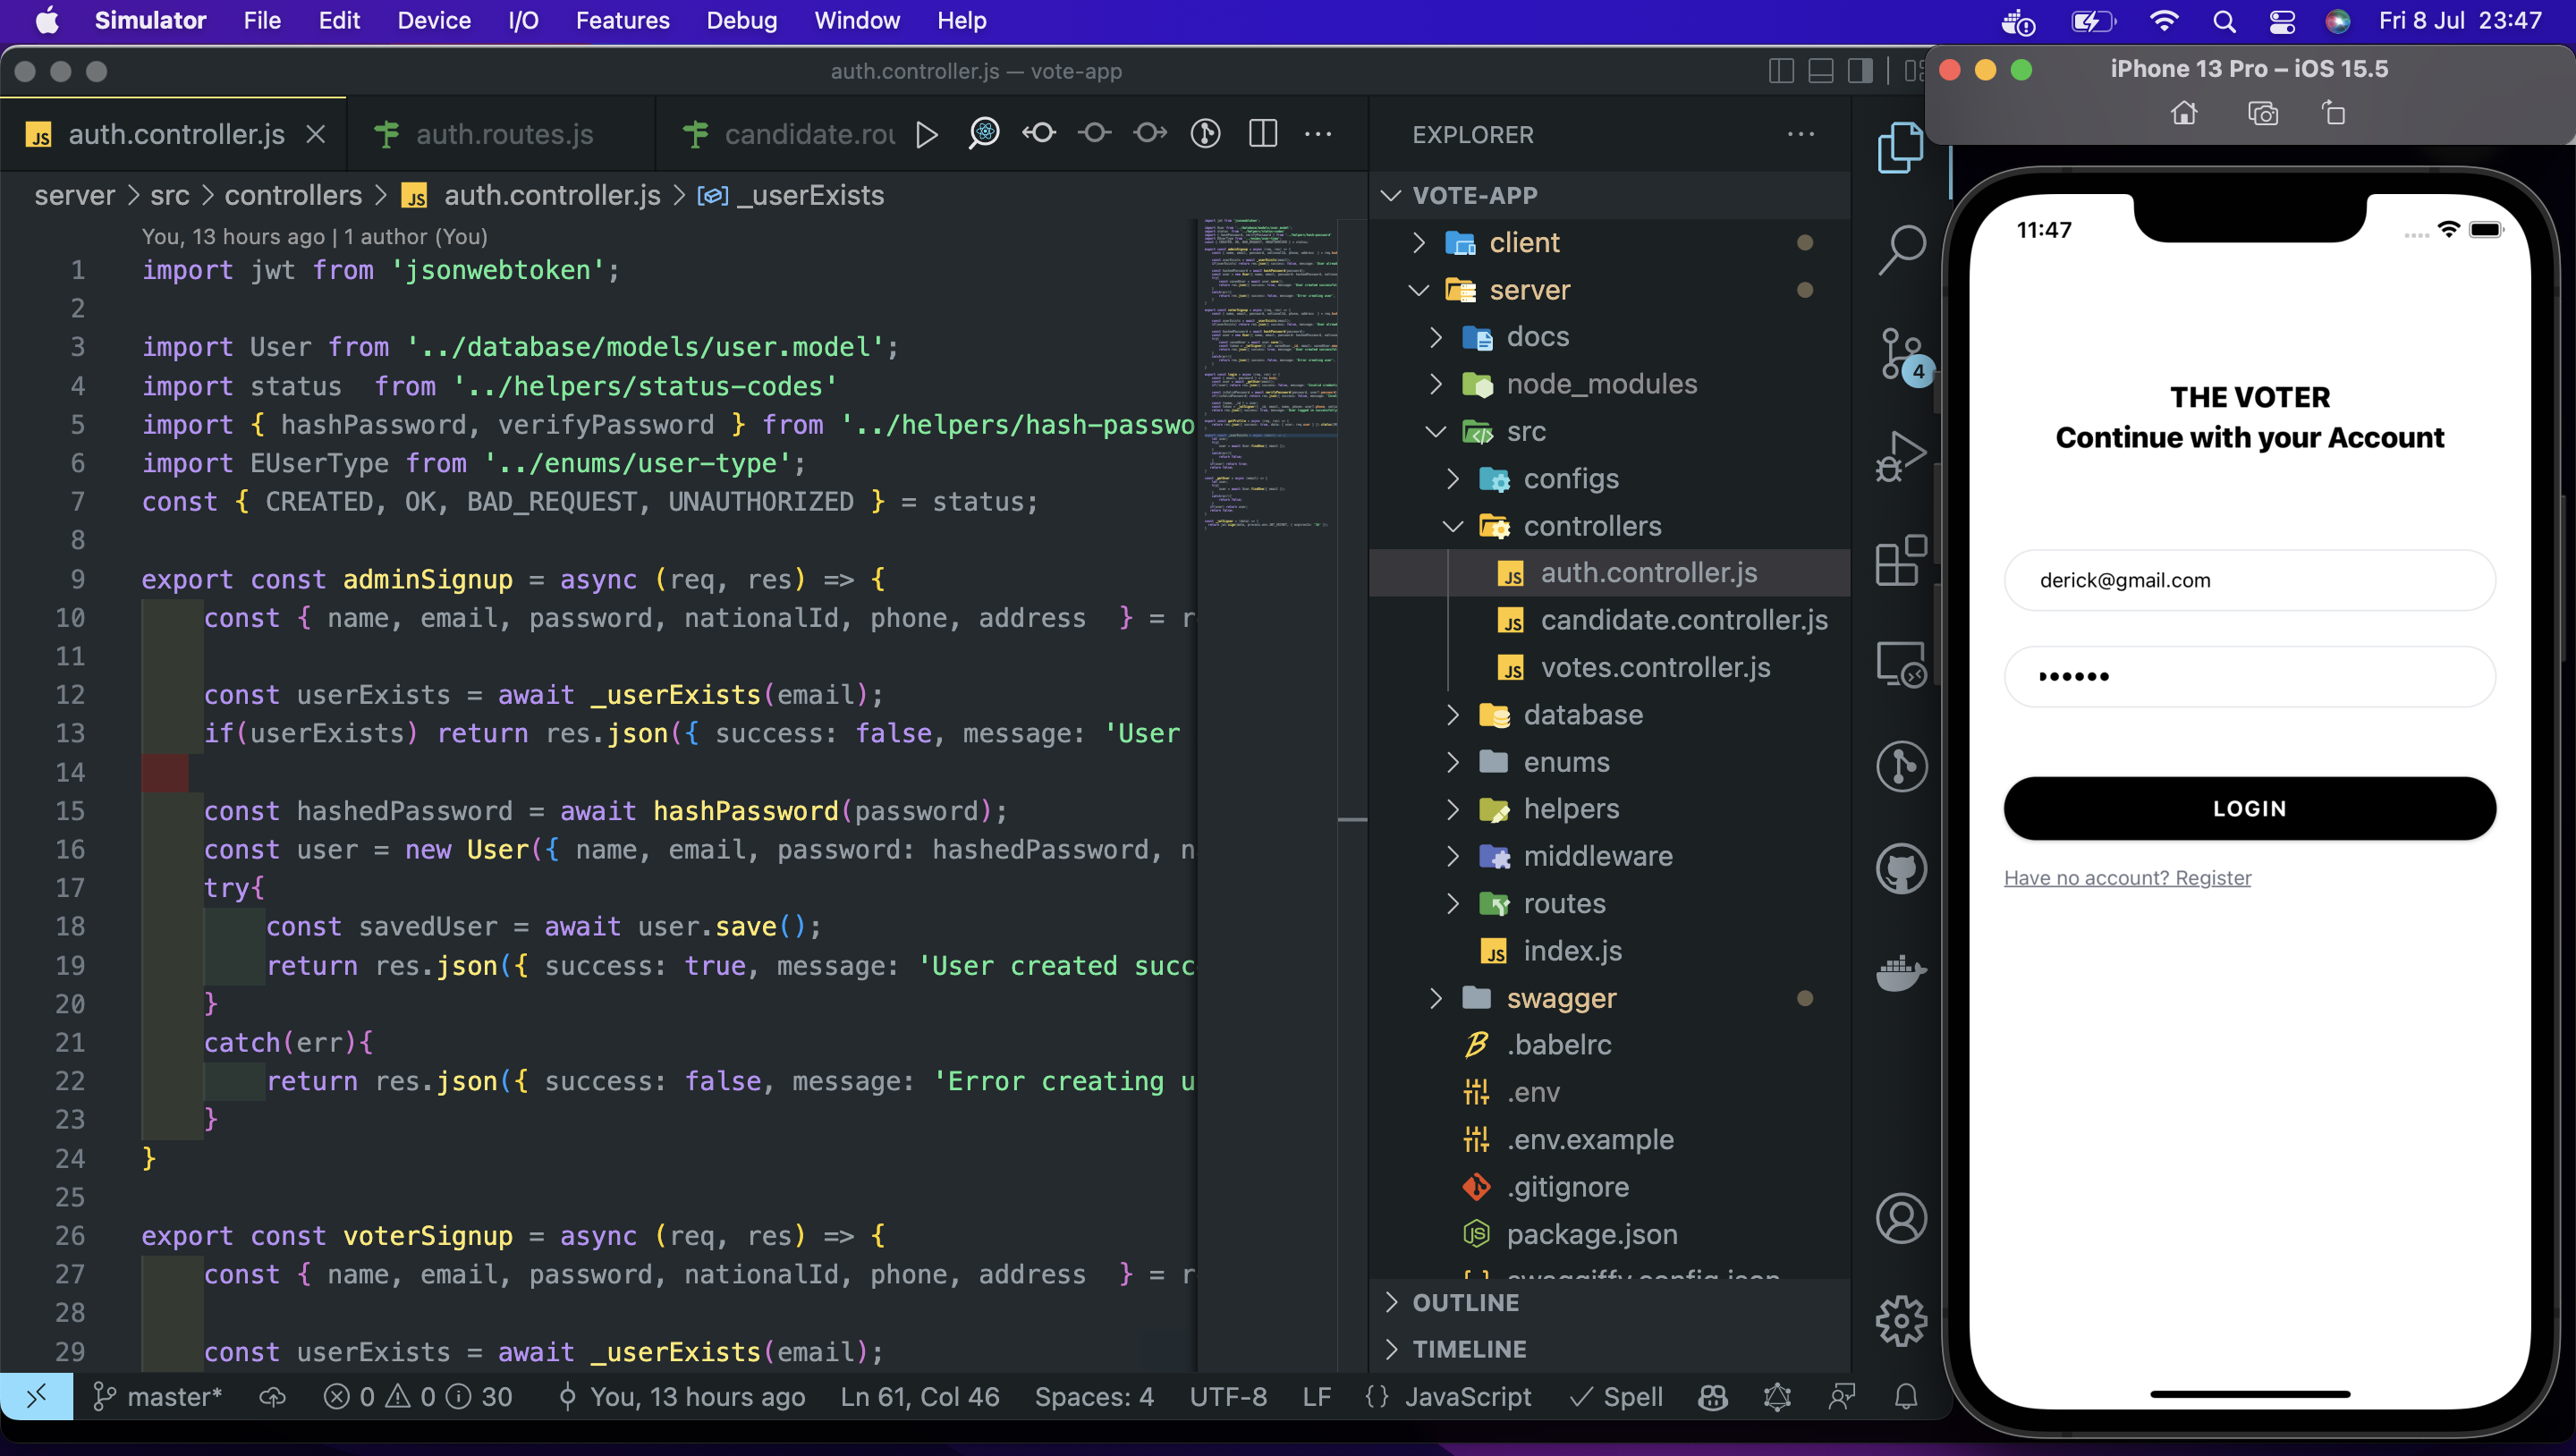 Simulator File Edit Device I/O Features Debug Window Help Fri 8 Jul 23:47
auth.controller.js — vote-app
auth.controller.js auth.routes.js candidate.rou
server > src > controllers > JS auth.controller.js > _userExists
You, 13 hours ago | 1 author (You)
1 import jwt from 'jsonwebtoken';
2
3 import User from '../database/models/user.model';
4 import status  from '../helpers/status-codes'
5 import { hashPassword, verifyPassword } from '../helpers/hash-passwo
6 import EUserType from '../enums/user-type';
7 const { CREATED, OK, BAD_REQUEST, UNAUTHORIZED } = status;
8
9 export const adminSignup = async (req, res) => {
10 const { name, email, password, nationalId, phone, address  } = r
11
12 const userExists = await _userExists(email);
13 if(userExists) return res.json({ success: false, message: 'User
14
15 const hashedPassword = await hashPassword(password);
16 const user = new User({ name, email, password: hashedPassword, n
17 try{
18 const savedUser = await user.save();
19 return res.json({ success: true, message: 'User created succ
20 }
21 catch(err){
22 return res.json({ success: false, message: 'Error creating u
23 }
24 }
25
26 export const voterSignup = async (req, res) => {
27 const { name, email, password, nationalId, phone, address  } = r
28
29 const userExists = await _userExists(email);
EXPLORER
VOTE-APP
client
server
docs
node_modules
src
configs
controllers
JS auth.controller.js
JS candidate.controller.js
JS votes.controller.js
database
enums
helpers
middleware
routes
JS index.js
swagger
.babelrc
.env
.env.example
.gitignore
package.json
swaggiffy.config.json
OUTLINE
TIMELINE
4
master* 0 0 30 You, 13 hours ago Ln 61, Col 46 Spaces: 4 UTF-8 LF {} JavaScript Spell
iPhone 13 Pro – iOS 15.5
11:47
THE VOTER
Continue with your Account
derick@gmail.com
••••••
LOGIN
Have no account? Register